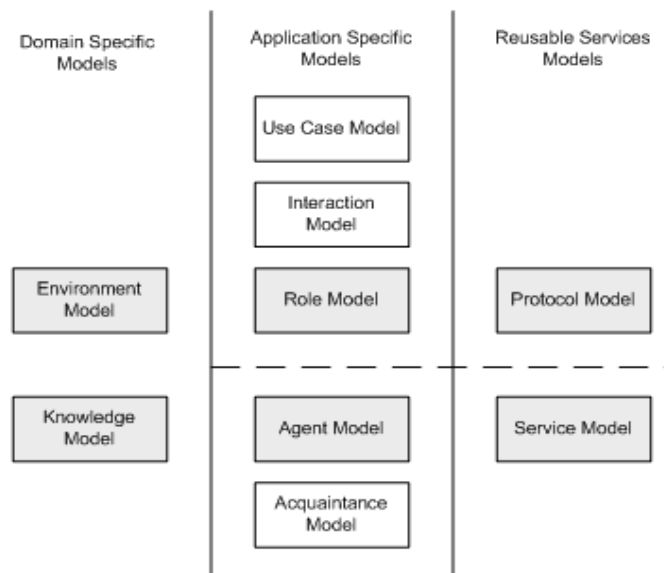 Domain Specific
Models
Application Specific
Models
Reusable Services
Models
Use Case Model
Interaction
Model
Environment
Model
Role Model
Protocol Model
Knowledge
Model
Agent Model
Service Model
Acquaintance
Model